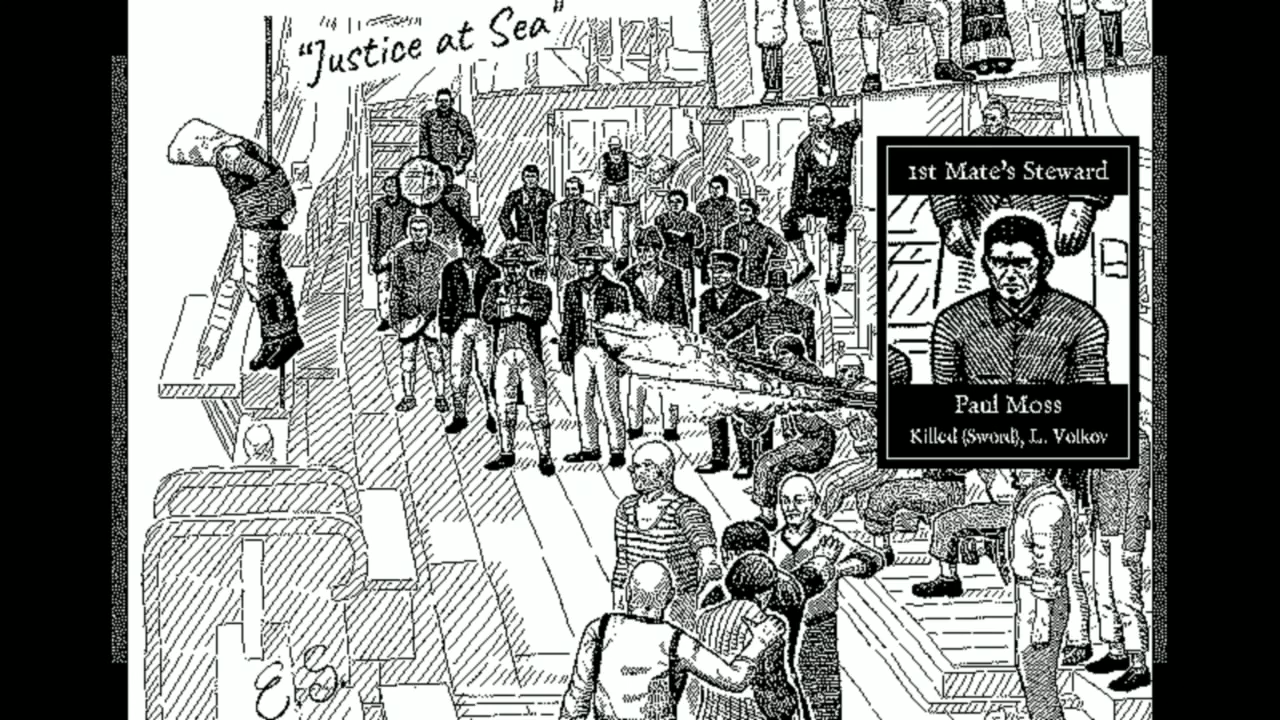 “Justice at Sea”
1st Mate's Steward
Paul Moss
Killed (Sword), L. Volkov
E.S.